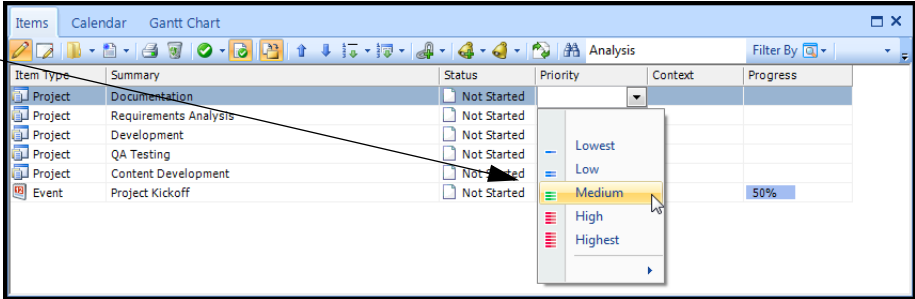 Items Calendar Gantt Chart
Analysis Filter By
Item Type Summary Status Priority Context Progress
Project Documentation Not Started
Project Requirements Analysis Not Started
Project Development Not Started
Project QA Testing Not Started
Project Content Development Not Started
Event Project Kickoff Not Started 50%
Lowest
Low
Medium
High
Highest